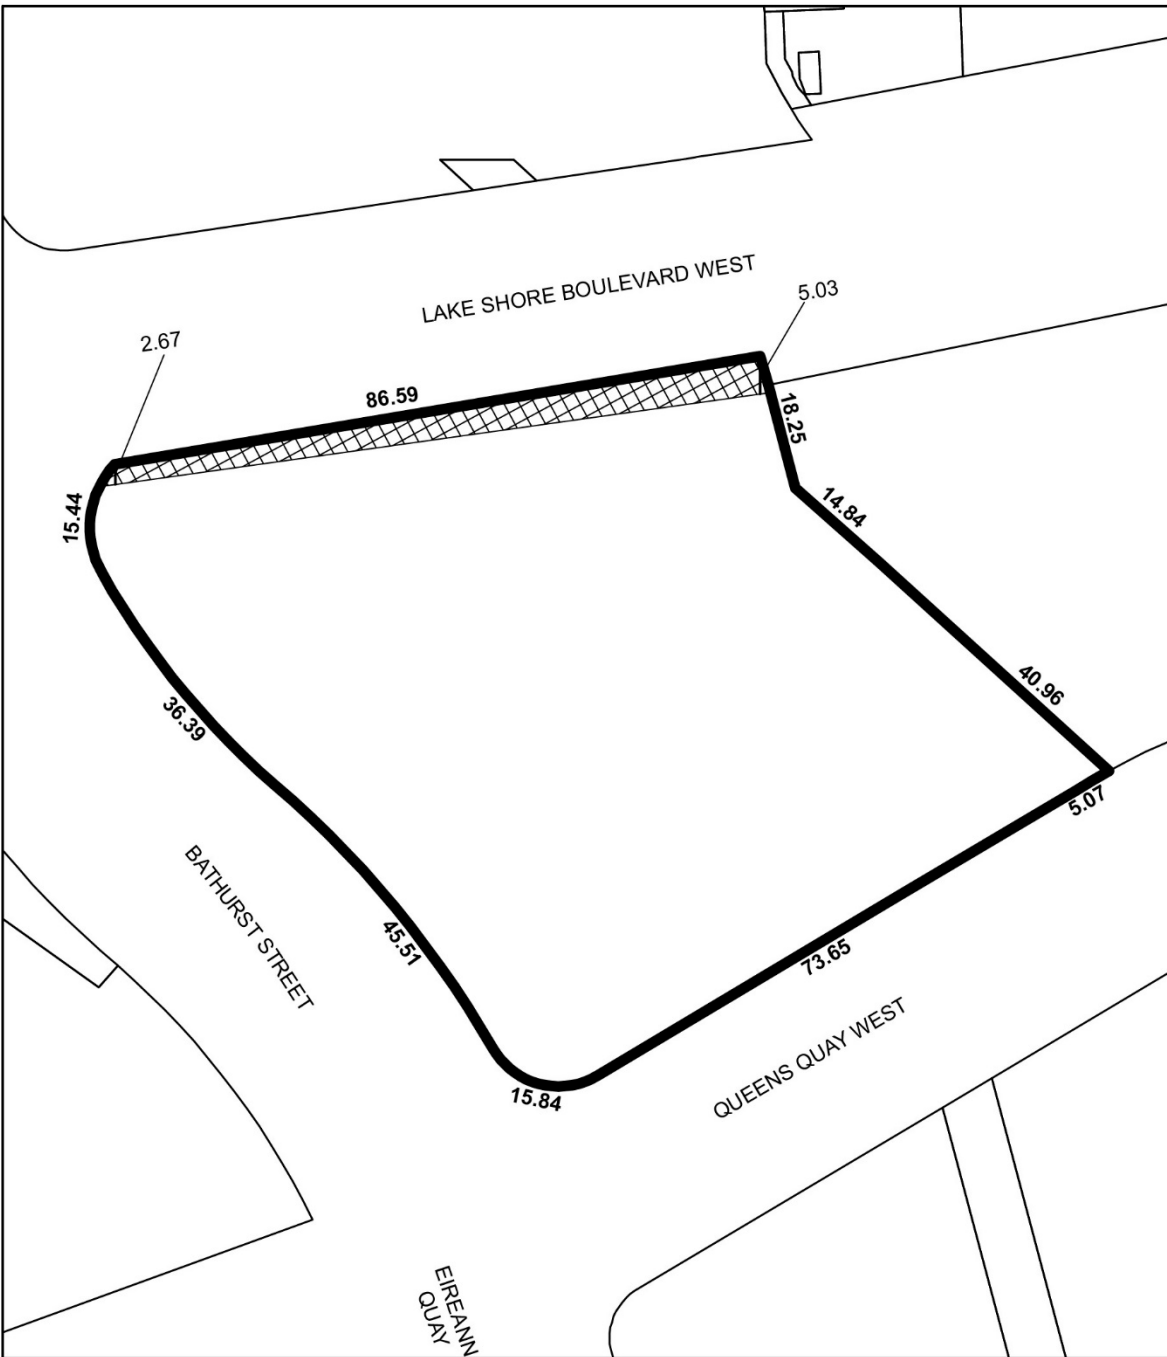 LAKE SHORE BOULEVARD WEST
5.03
2.67
86.59
18.25
15.44
14.84
36.39
40.96
5.07
BATHURST STREET
45.51
73.65
QUEENS QUAY WEST
15.84
EIREANN
QUAY